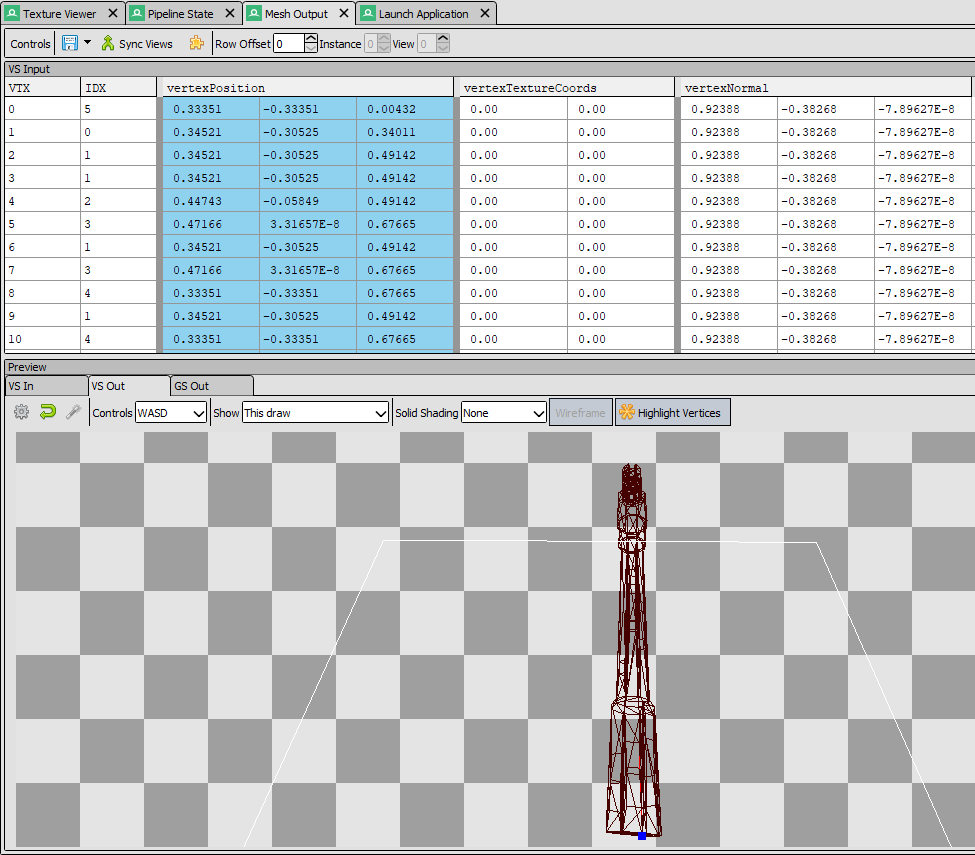 Texture Viewer Pipeline State Mesh Output Launch Application
Controls Sync Views Row Offset 0 Instance 0 View 0
VS Input
VTX IDX vertexPosition vertexTextureCoords vertexNormal
0 5 0.33351 -0.33351 0.00432 0.00 0.00 0.92388 -0.38268 -7.89627E-8
1 0 0.34521 -0.30525 0.34011 0.00 0.00 0.92388 -0.38268 -7.89627E-8
2 1 0.34521 -0.30525 0.49142 0.00 0.00 0.92388 -0.38268 -7.89627E-8
3 1 0.34521 -0.30525 0.49142 0.00 0.00 0.92388 -0.38268 -7.89627E-8
4 2 0.44743 -0.05849 0.49142 0.00 0.00 0.92388 -0.38268 -7.89627E-8
5 3 0.47166 3.31657E-8 0.67665 0.00 0.00 0.92388 -0.38268 -7.89627E-8
6 1 0.34521 -0.30525 0.49142 0.00 0.00 0.92388 -0.38268 -7.89627E-8
7 3 0.47166 3.31657E-8 0.67665 0.00 0.00 0.92388 -0.38268 -7.89627E-8
8 4 0.33351 -0.33351 0.67665 0.00 0.00 0.92388 -0.38268 -7.89627E-8
9 1 0.34521 -0.30525 0.49142 0.00 0.00 0.92388 -0.38268 -7.89627E-8
10 4 0.33351 -0.33351 0.67665 0.00 0.00 0.92388 -0.38268 -7.89627E-8
Preview
VS In VS Out GS Out
Controls WASD Show This draw Solid Shading None Wireframe Highlight Vertices